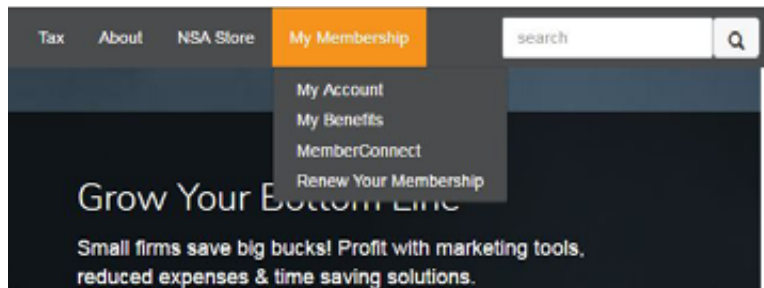 Tax About NSA Store My Membership search
My Account
My Benefits
MemberConnect
Renew Your Membership
Grow Your Bottom Line
Small firms save big bucks! Profit with marketing tools,
reduced expenses & time saving solutions.